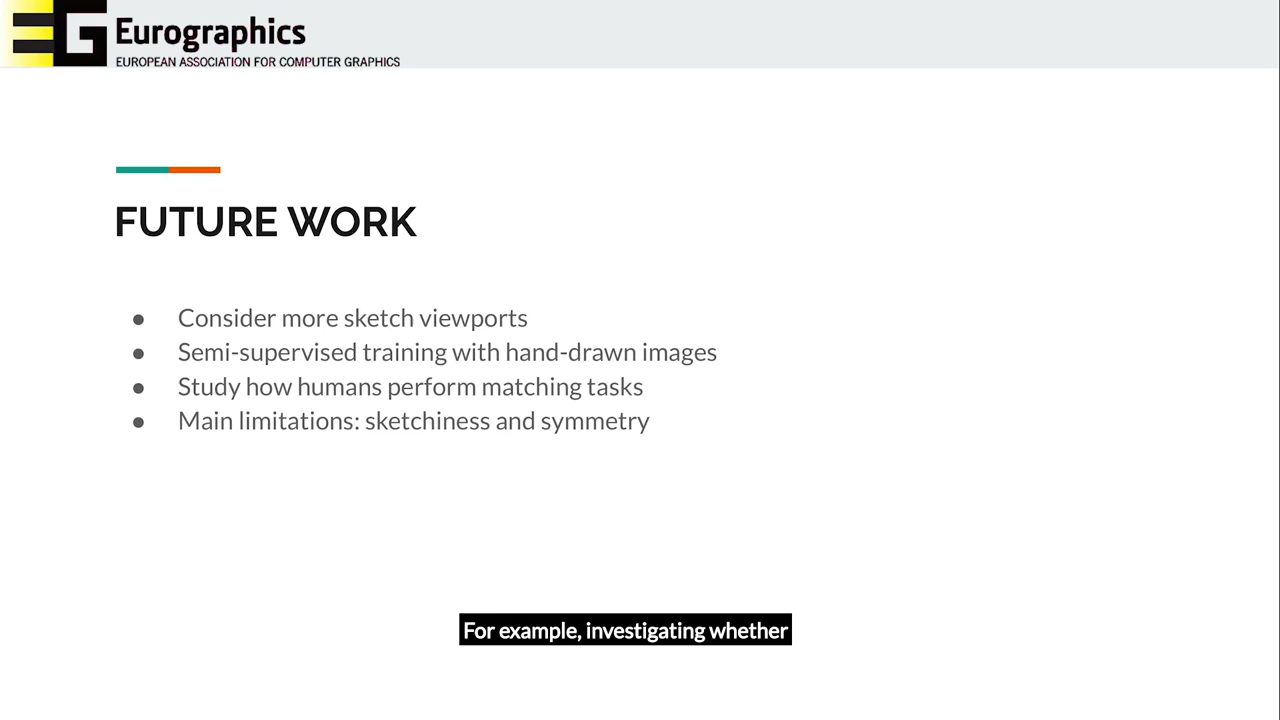 EG Eurographics
EUROPEAN ASSOCIATION FOR COMPUTER GRAPHICS
FUTURE WORK
● Consider more sketch viewports
● Semi-supervised training with hand-drawn images
● Study how humans perform matching tasks
● Main limitations: sketchiness and symmetry
For example, investigating whether